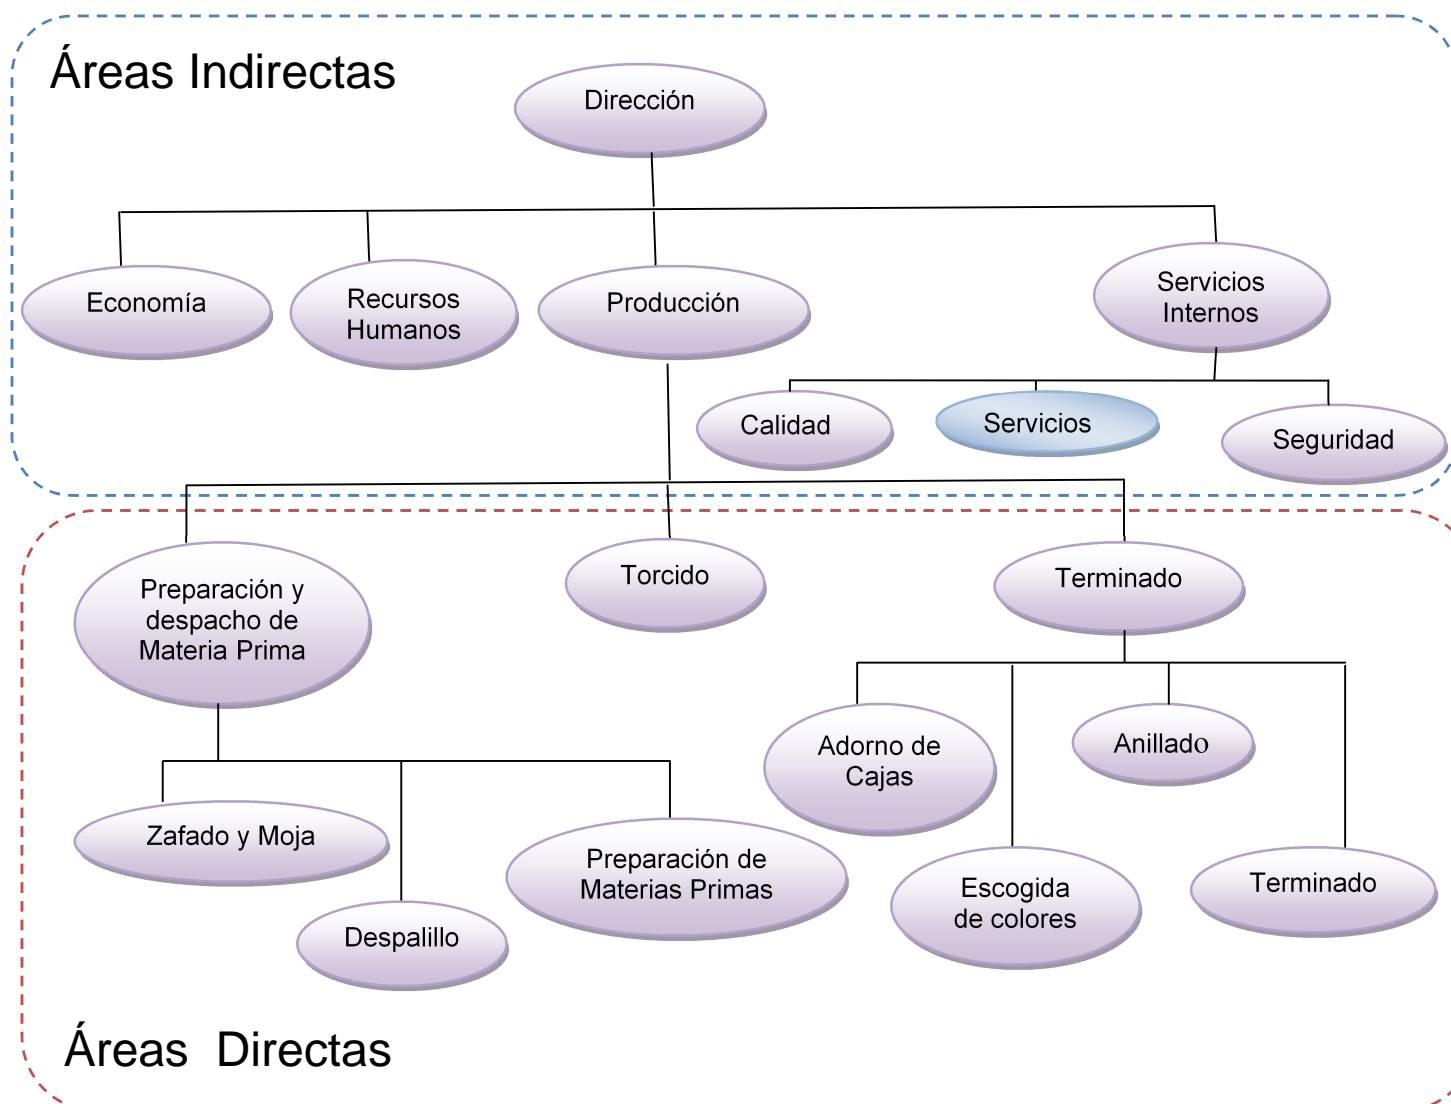 Áreas Indirectas
Dirección
Economía
Recursos
Humanos
Producción
Servicios
Internos
Calidad
Servicios
Seguridad
Preparación y
despacho de
Materia Prima
Torcido
Terminado
Adorno de
Cajas
Anillado
Zafado y Moja
Preparación de
Materias Primas
Escogida
de colores
Terminado
Despalillo
Áreas  Directas